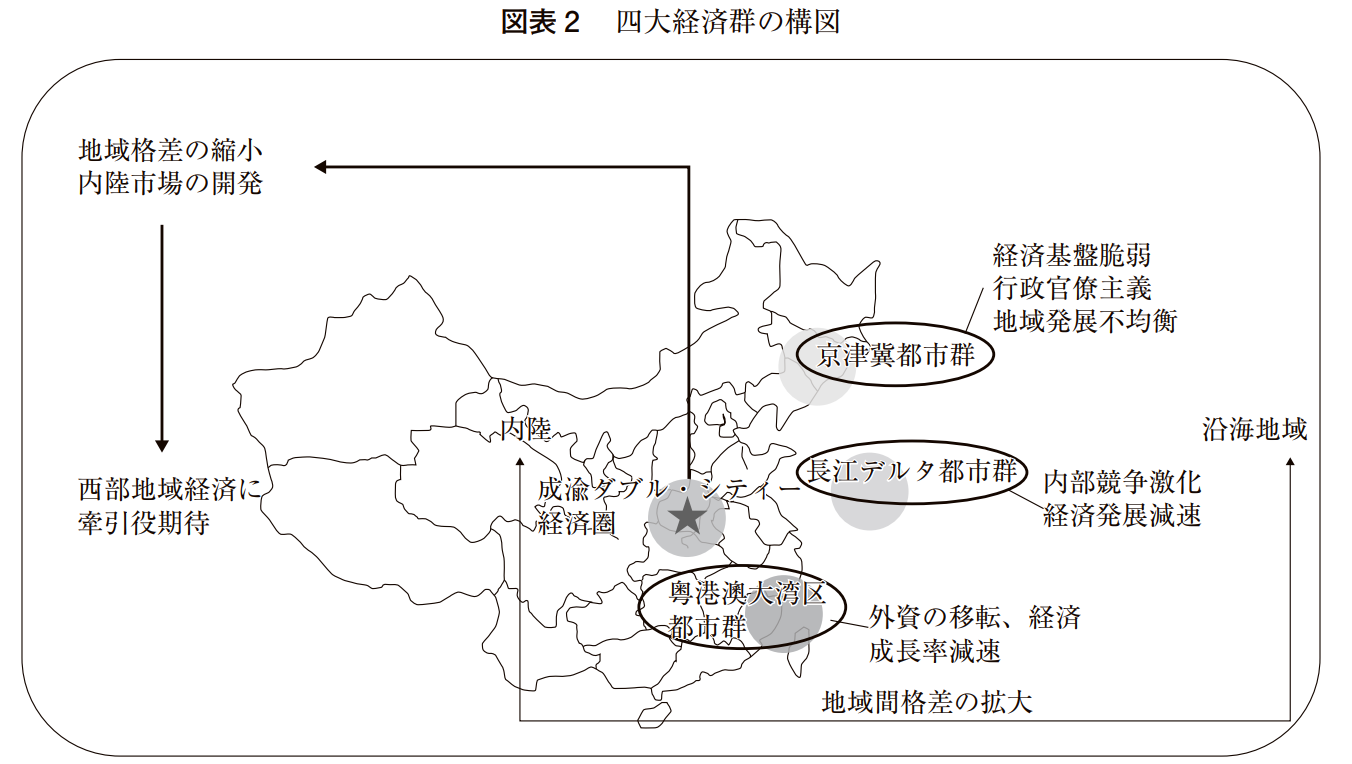 図表2 四大経済群の構図
地域格差の縮小
内陸市場の開発
経済基盤脆弱
行政官僚主義
地域発展不均衡
京津冀都市群
内陸
沿海地域
長江デルタ都市群
西部地域経済に
牽引役期待
成渝ダブル・シティー
経済圏
内部競争激化
経済発展減速
粤港澳大湾区
都市群
外資の移転、経済
成長率減速
地域間格差の拡大